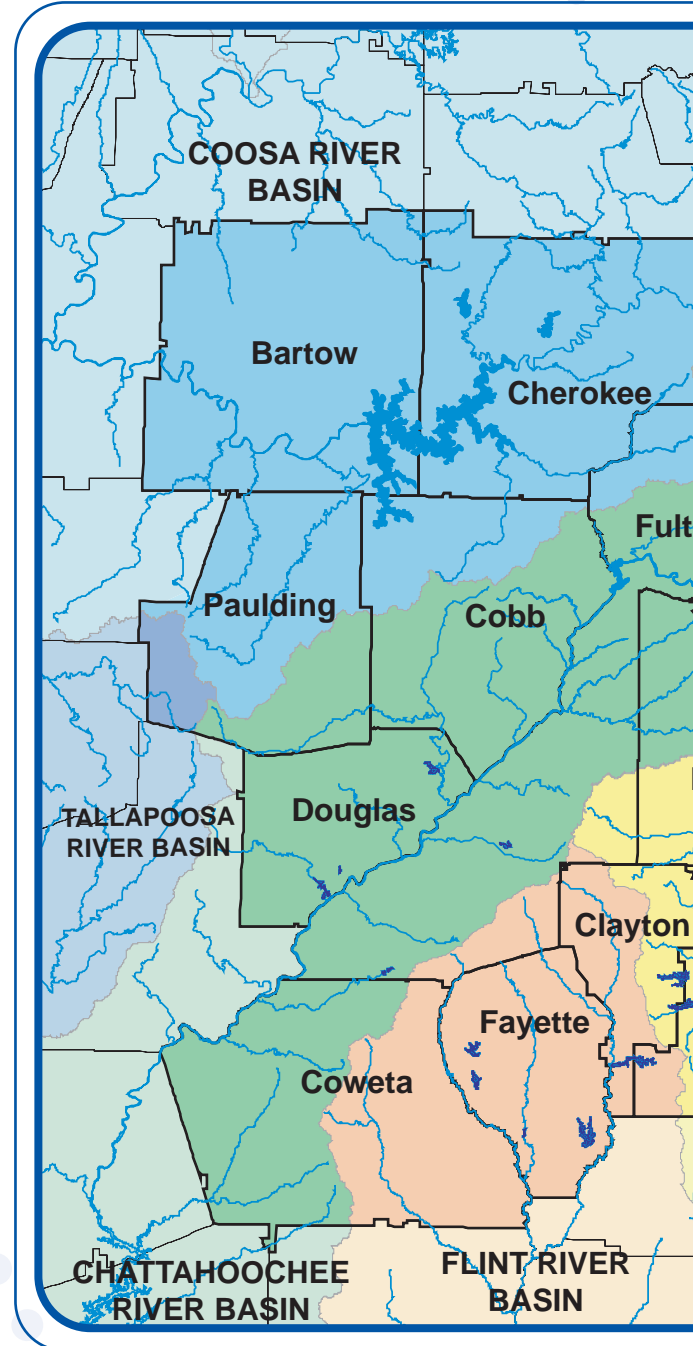 COOSA RIVER
BASIN
Bartow
Cherokee
Fult
Paulding
Cobb
Douglas
TALLAPOOSA
RIVER BASIN
Clayton
Fayette
Coweta
CHATTAHOOCHEE
RIVER BASIN
FLINT RIVER
BASIN